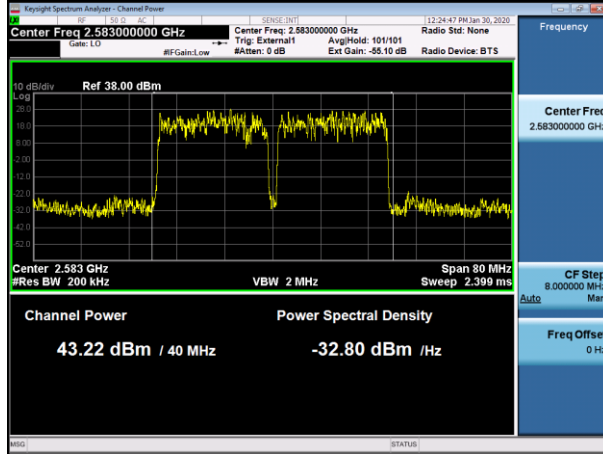 Keysight Spectrum Analyzer - Channel Power
RF 50 Ω AC SENSE:INT 12:24:47 PM Jan 30, 2020
Center Freq 2.583000000 GHz
Gate: LO
#IFGain:Low
Center Freq: 2.583000000 GHz
Trig: External1 Avg|Hold: 101/101
#Atten: 0 dB Ext Gain: -55.10 dB
Radio Std: None
Radio Device: BTS
Frequency
10 dB/div Ref 38.00 dBm
Log
28.0
18.0
8.00
-2.00
-12.0
-22.0
-32.0
-42.0
-52.0
Center 2.583 GHz Span 80 MHz
#Res BW 200 kHz VBW 2 MHz Sweep 2.399 ms
Channel Power Power Spectral Density
43.22 dBm / 40 MHz -32.80 dBm /Hz
Center Freq
2.583000000 GHz
CF Step
8.000000 MHz
Auto Man
Freq Offse
0 Hz
MSG STATUS